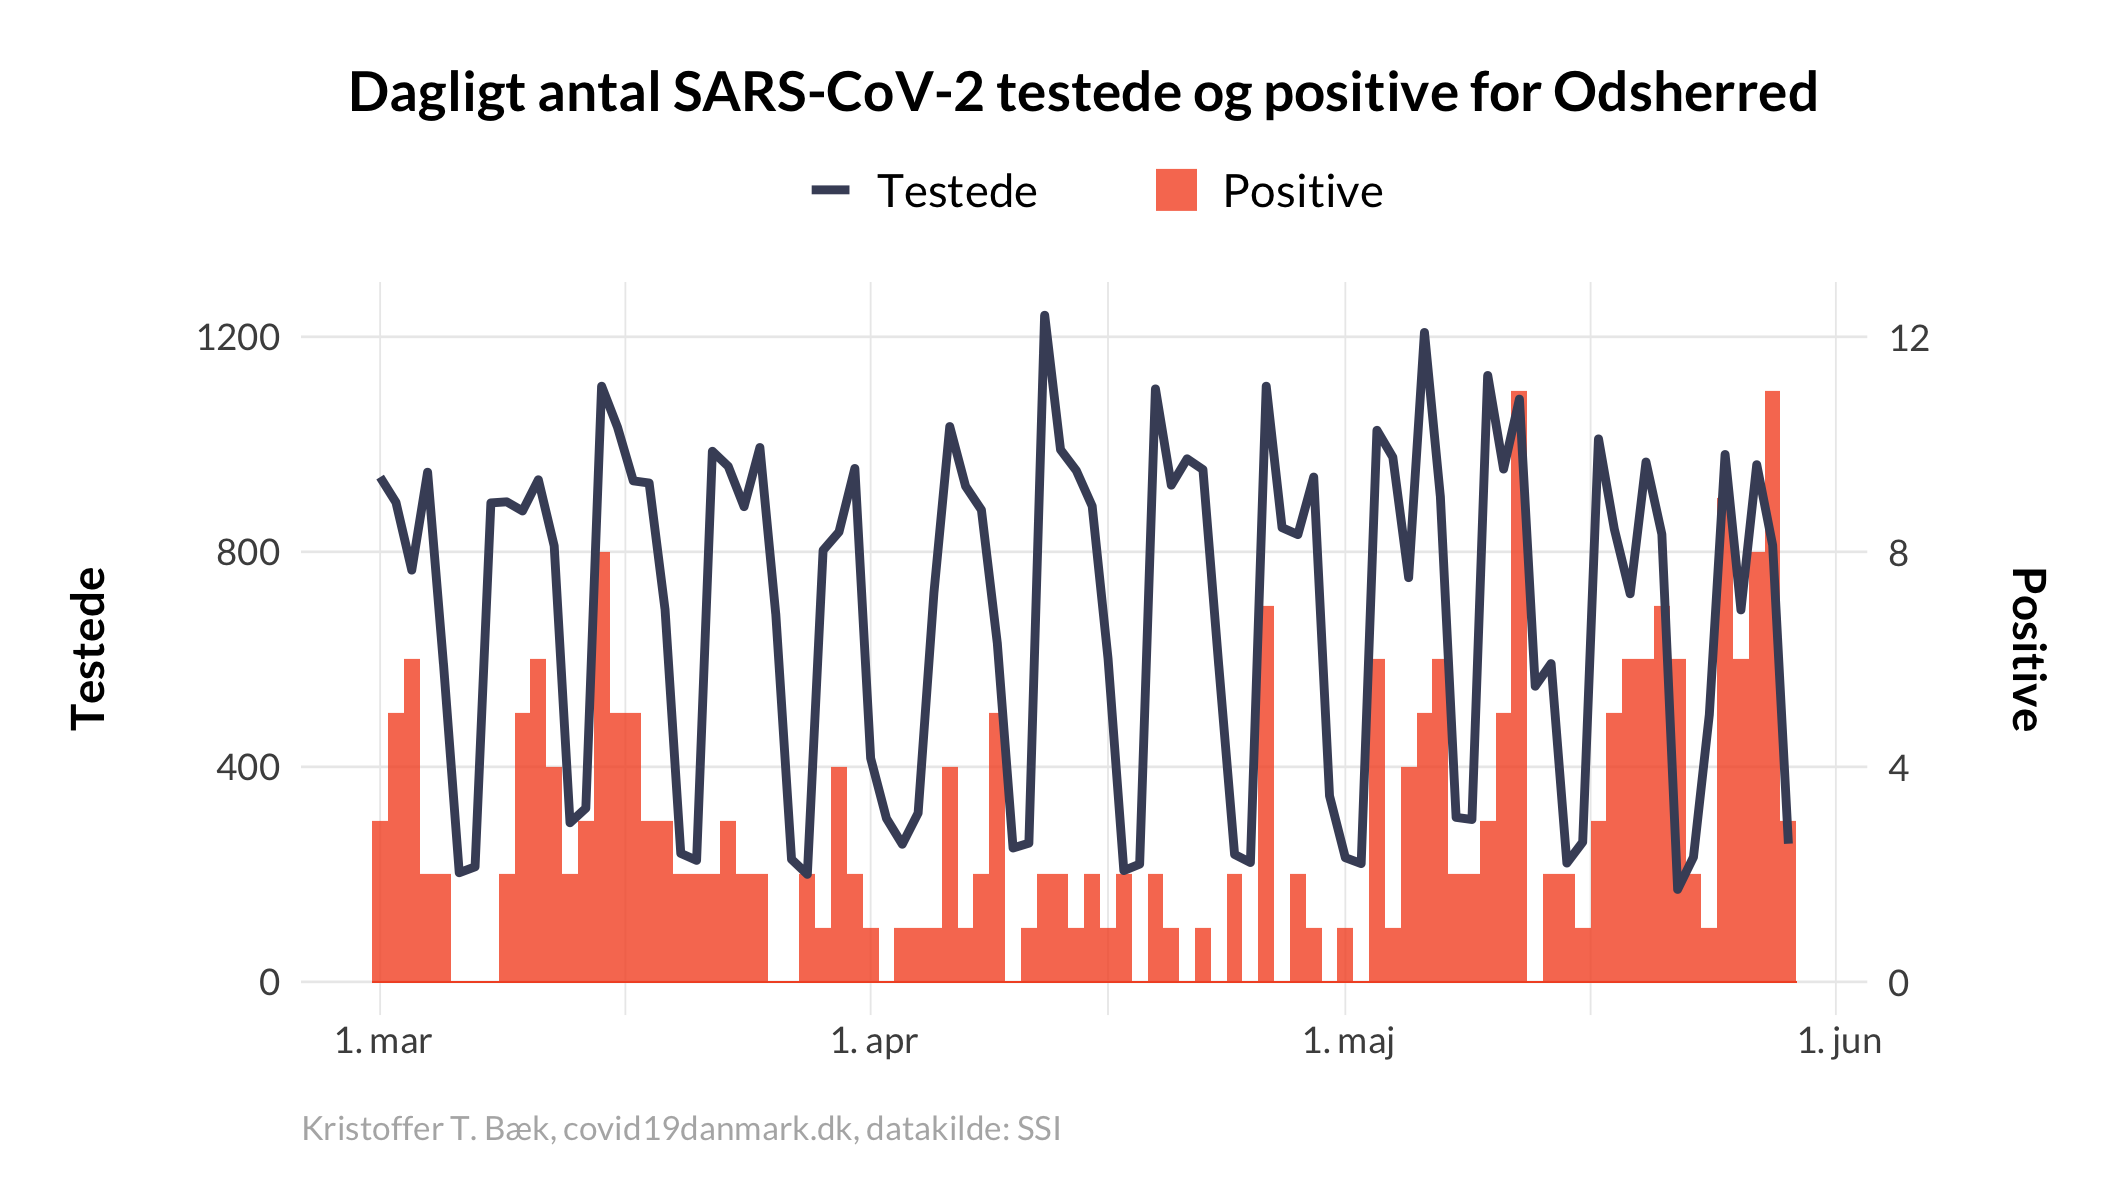 Dagligt antal SARS-CoV-2 testede og positive for Odsherred
Testede Positive
1200
800
400
0
Testede
12
8
4
0
Positive
1. mar 1. apr 1. maj 1. jun
Kristoffer T. Bæk, covid19danmark.dk, datakilde: SSI